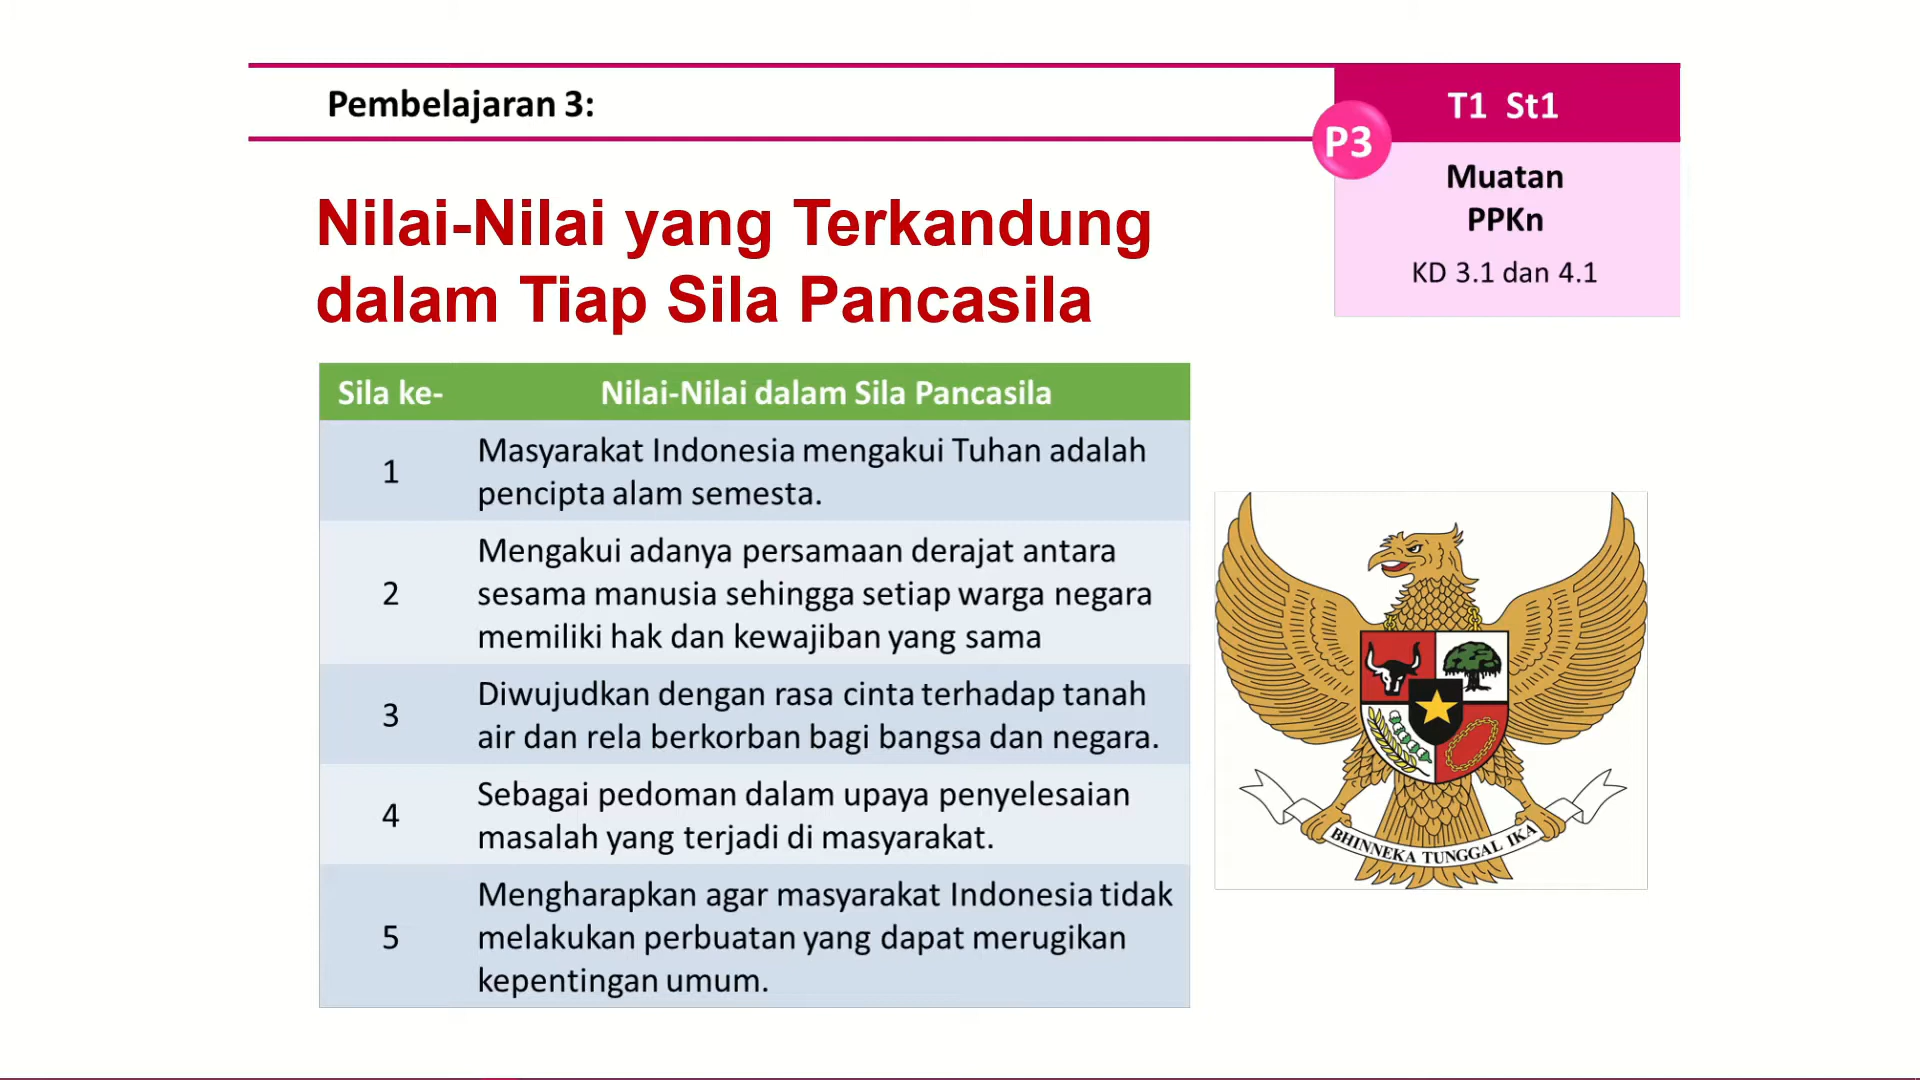 Pembelajaran 3:
T1 St1
P3
Muatan
PPKn
KD 3.1 dan 4.1
Nilai-Nilai yang Terkandung
dalam Tiap Sila Pancasila
Sila ke- Nilai-Nilai dalam Sila Pancasila
1 Masyarakat Indonesia mengakui Tuhan adalah
pencipta alam semesta.
2 Mengakui adanya persamaan derajat antara
sesama manusia sehingga setiap warga negara
memiliki hak dan kewajiban yang sama
3 Diwujudkan dengan rasa cinta terhadap tanah
air dan rela berkorban bagi bangsa dan negara.
4 Sebagai pedoman dalam upaya penyelesaian
masalah yang terjadi di masyarakat.
5 Mengharapkan agar masyarakat Indonesia tidak
melakukan perbuatan yang dapat merugikan
kepentingan umum.
BHINNEKA TUNGGAL IKA